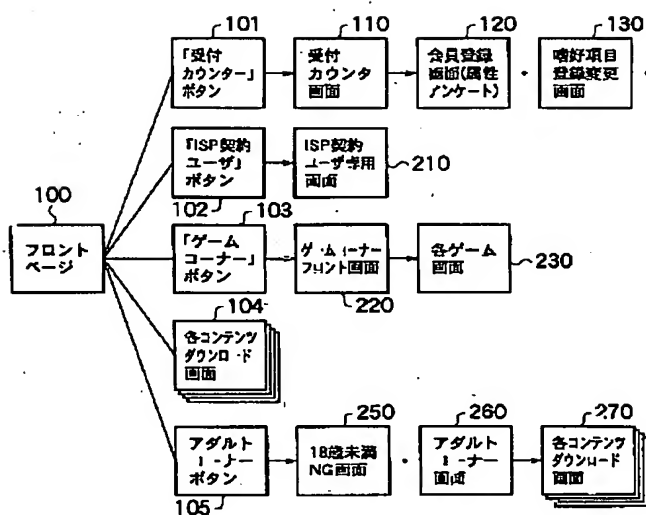 101
110
120
130
「受付
カウンター」
ボタン
受付
カウンタ
画面
会員登録
画面(属性
アンケート)
嗜好項目
登録変更
画面
「ISP契約
ユーザ」
ボタン
ISP契約
ユーザ専用
画面
210
102
103
100
フロント
ページ
「ゲーム
コーナー」
ボタン
ゲームコーナー
フロント画面
各ゲーム
画面
230
220
104
各コンテンツ
ダウンロード
画面
250
260
270
アダルト
コーナー
ボタン
18歳未満
NG画面
アダルト
コーナー
画面
各コンテンツ
ダウンロード
画面
105